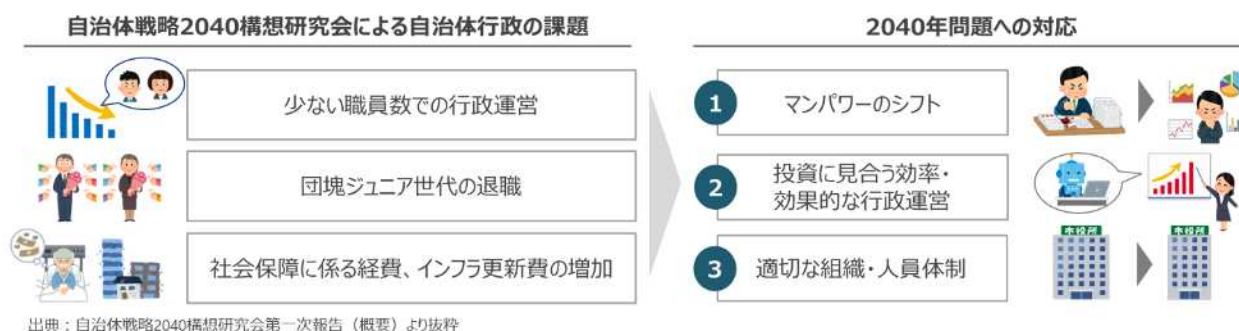 自治体戦略2040構想研究会による自治体行政の課題
2040年問題への対応
少ない職員数での行政運営
団塊ジュニア世代の退職
社会保障に係る経費、インフラ更新費の増加
1
マンパワーのシフト
2
投資に見合う効率・
効果的な行政運営
3
適切な組織・人員体制
市役所
市役所
出典：自治体戦略2040構想研究会第一次報告（概要）より抜粋